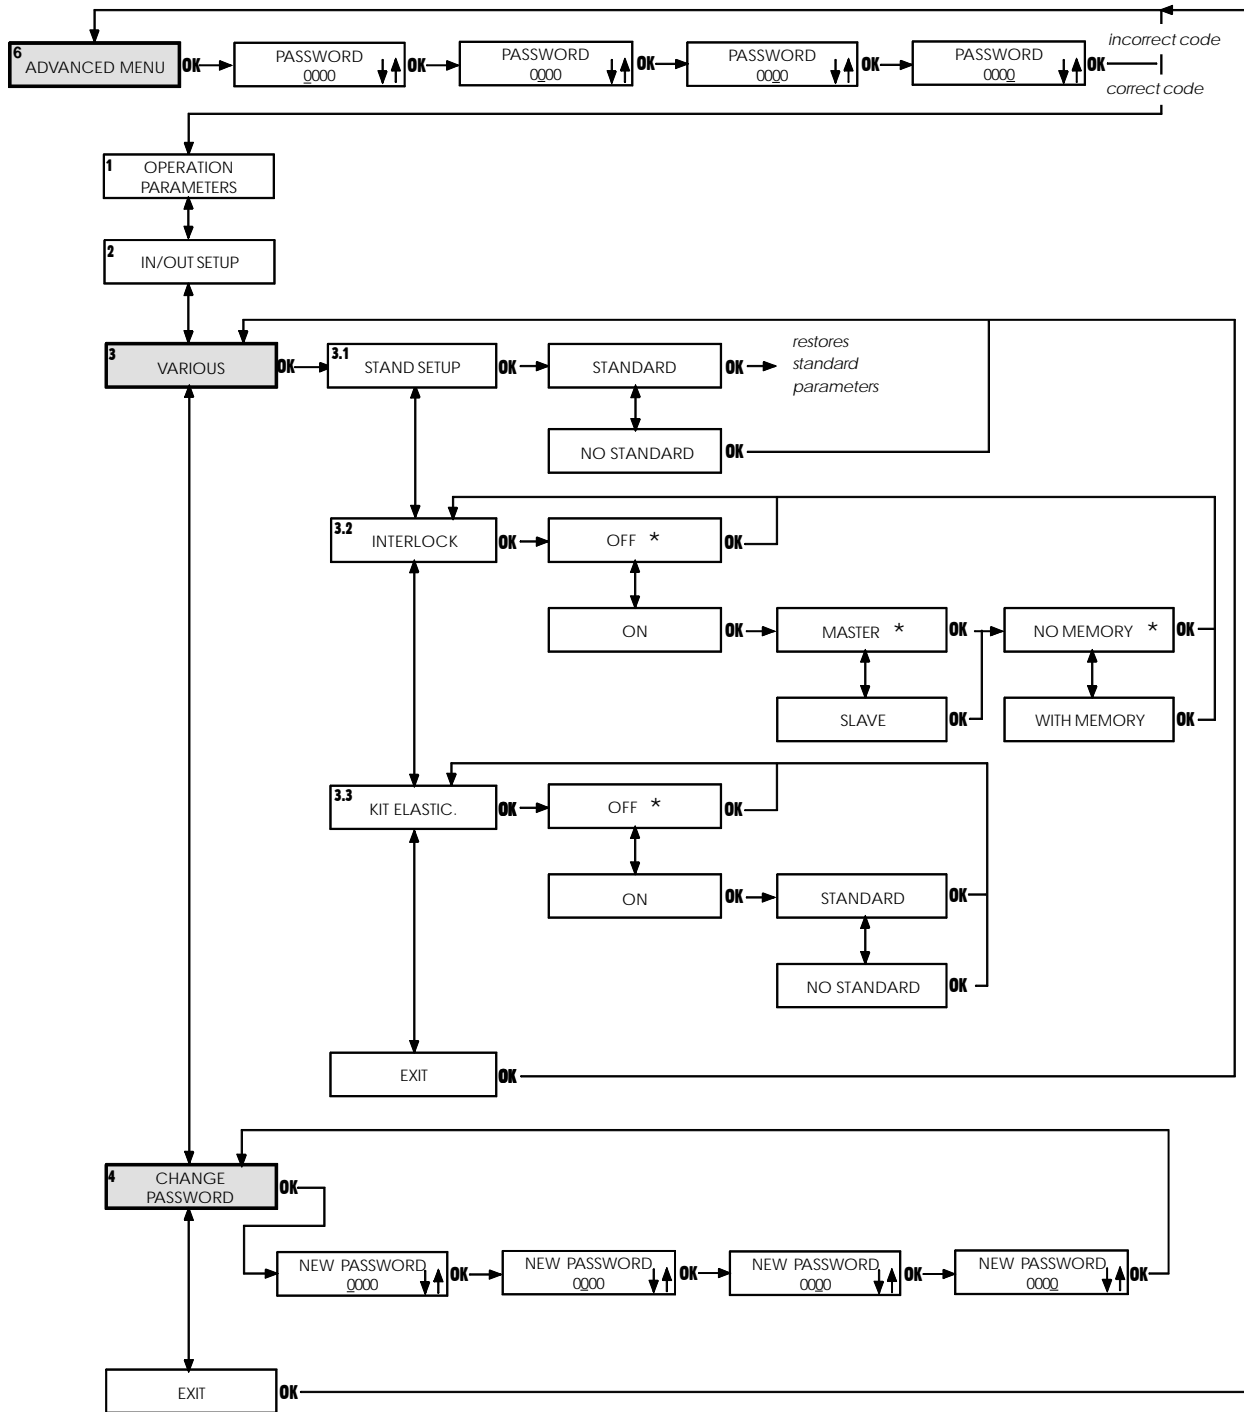 incorrect code
6
ADVANCED MENU
OK
PASSWORD
0000
OK
PASSWORD
0000
OK
PASSWORD
0000
OK
PASSWORD
0000
OK
correct code
1
OPERATION
PARAMETERS
2
IN/OUT SETUP
3
VARIOUS
OK
3.1
STAND SETUP
OK
STANDARD
OK
restores
standard
parameters
NO STANDARD
OK
3.2
INTERLOCK
OK
OFF *
OK
ON
OK
MASTER *
OK
NO MEMORY *
OK
SLAVE
OK
WITH MEMORY
OK
3.3
KIT ELASTIC.
OK
OFF *
OK
ON
OK
STANDARD
OK
NO STANDARD
OK
EXIT
OK
4
CHANGE
PASSWORD
OK
NEW PASSWORD
0000
OK
NEW PASSWORD
0000
OK
NEW PASSWORD
0000
OK
NEW PASSWORD
0000
OK
EXIT
OK